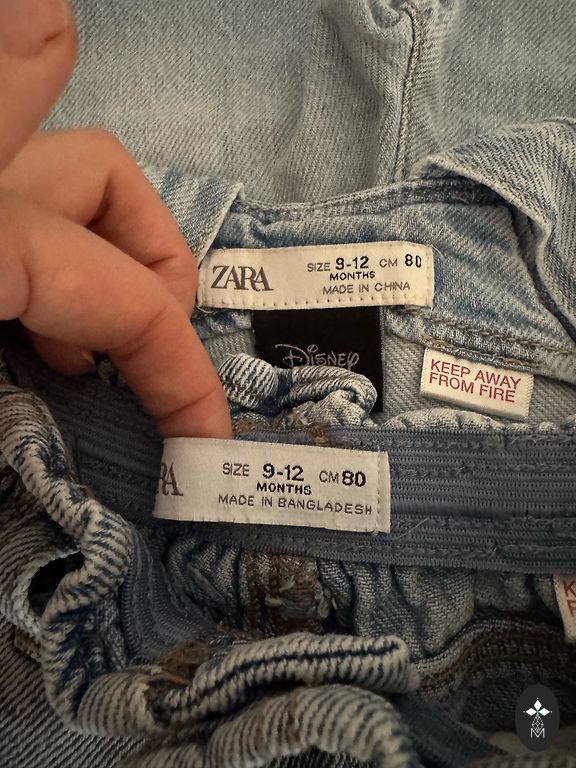 ZARA
SIZE 9-12 CM 80
MONTHS
MADE IN CHINA
Disney
KEEP AWAY
FROM FIRE
RA
SIZE 9-12 CM 80
MONTHS
MADE IN BANGLADESH
K
F
M